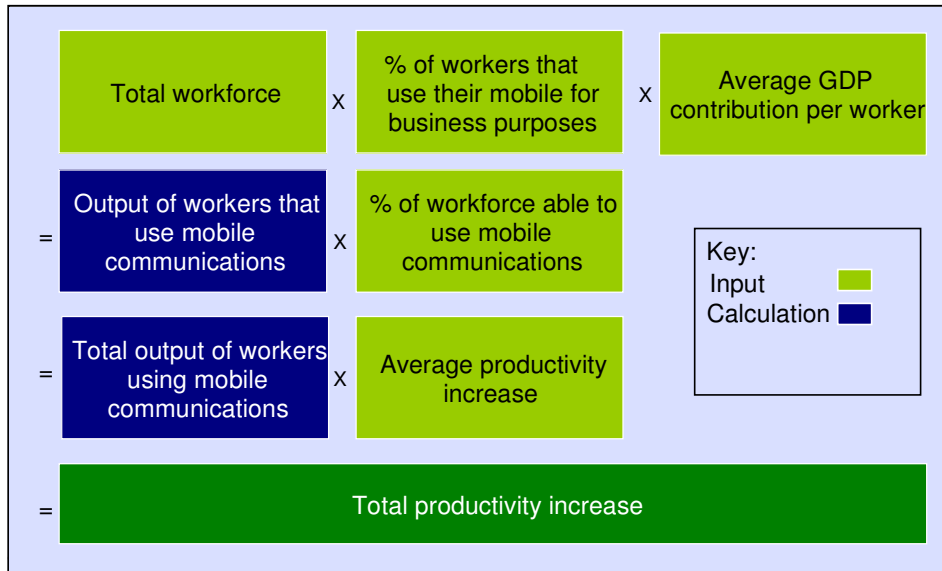 Total workforce
X
% of workers that
use their mobile for
business purposes
X
Average GDP
contribution per worker
=
Output of workers that
use mobile
communications
X
% of workforce able to
use mobile
communications
Key:
Input
Calculation
=
Total output of workers
using mobile
communications
X
Average productivity
increase
=
Total productivity increase